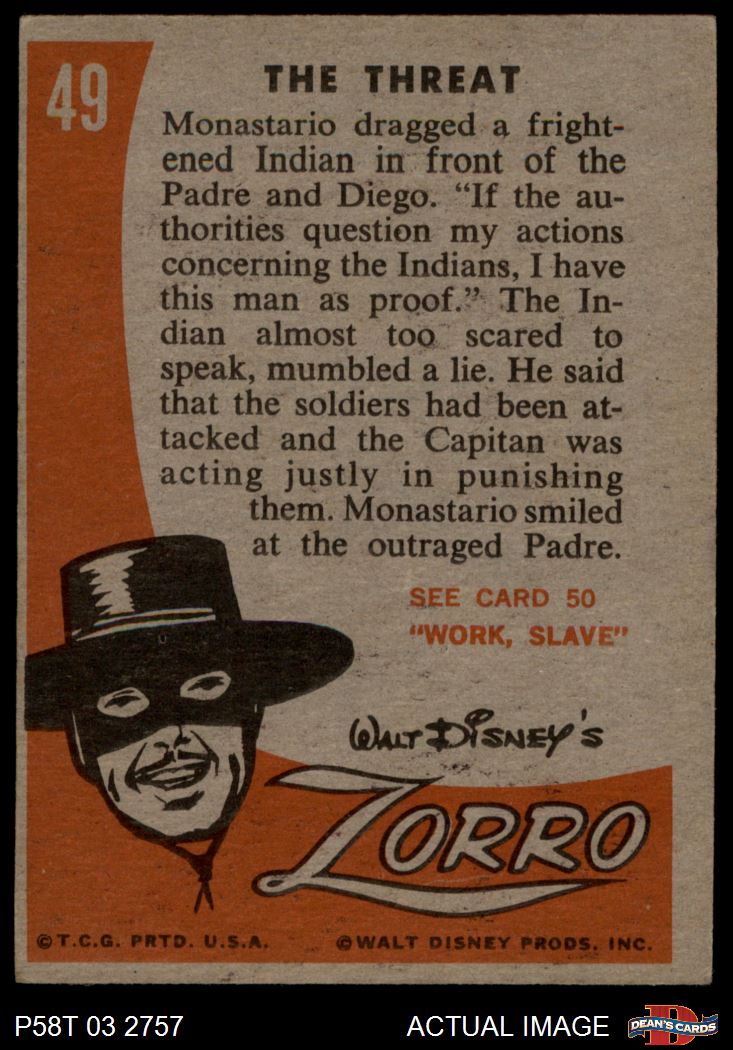 49
THE THREAT
Monastario dragged a fright-
ened Indian in front of the
Padre and Diego. “If the au-
thorities question my actions
concerning the Indians, I have
this man as proof.” The In-
dian almost too scared to
speak, mumbled a lie. He said
that the soldiers had been at-
tacked and the Capitan was
acting justly in punishing
them. Monastario smiled
at the outraged Padre.
SEE CARD 50
“WORK, SLAVE”
WALT DISNEY'S
ZORRO
©T.C.G. PRTD. U.S.A. ©WALT DISNEY PRODS. INC.
P58T 03 2757 ACTUAL IMAGE DEAN'S CARDS